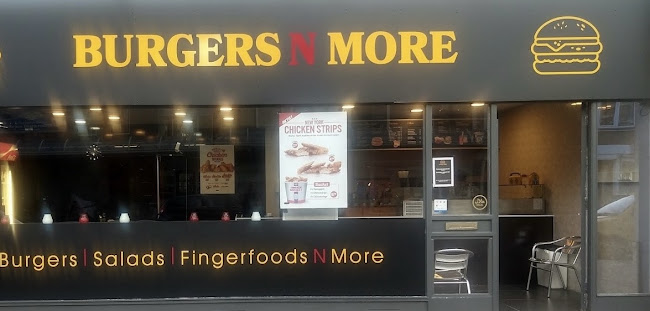 BURGERS N MORE
NEW YORK
CHICKEN STRIPS
Burgers | Salads | Fingerfoods N More